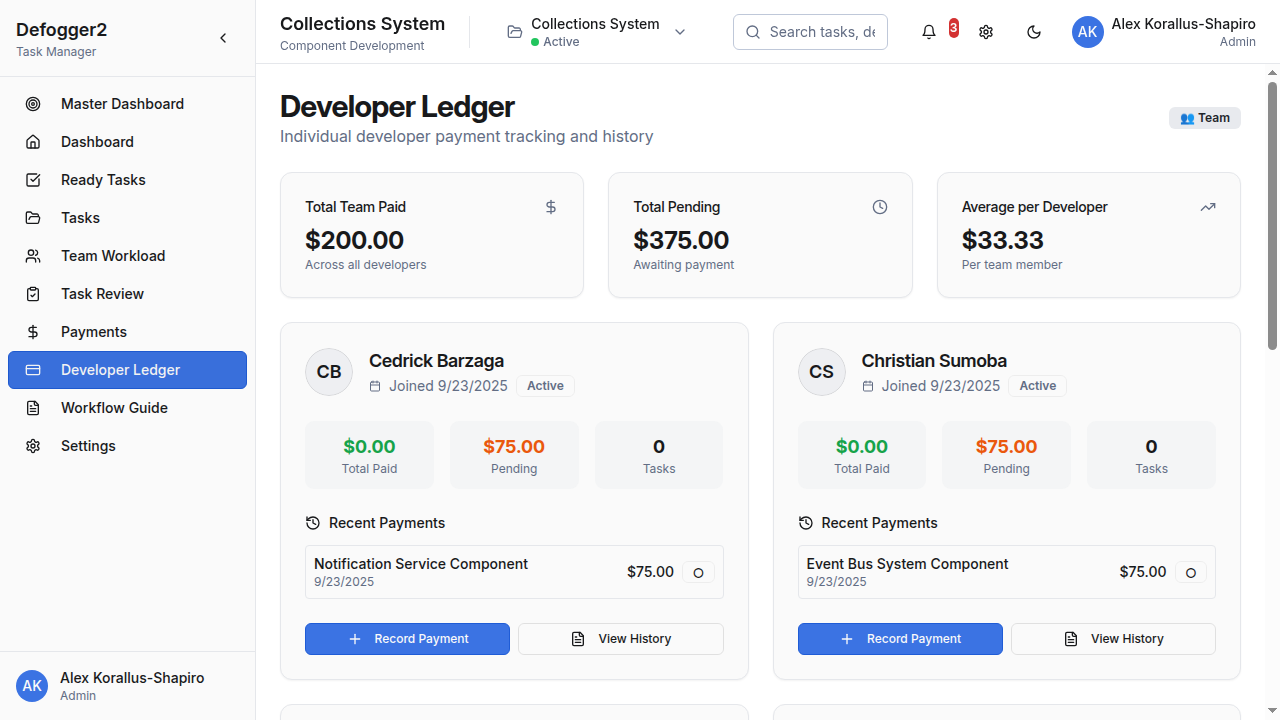 Defogger2
Task Manager
Master Dashboard
Dashboard
Ready Tasks
Tasks
Team Workload
Task Review
Payments
Developer Ledger
Workflow Guide
Settings
AK
Alex Korallus-Shapiro
Admin
Collections System
Component Development
Collections System
Active
Search tasks, de
3
AK
Alex Korallus-Shapiro
Admin
Developer Ledger
Individual developer payment tracking and history
👥 Team
Total Team Paid
$200.00
Across all developers
Total Pending
$375.00
Awaiting payment
Average per Developer
$33.33
Per team member
CB
Cedrick Barzaga
Joined 9/23/2025
Active
$0.00
Total Paid
$75.00
Pending
0
Tasks
Recent Payments
Notification Service Component
9/23/2025
$75.00
Record Payment
View History
CS
Christian Sumoba
Joined 9/23/2025
Active
$0.00
Total Paid
$75.00
Pending
0
Tasks
Recent Payments
Event Bus System Component
9/23/2025
$75.00
Record Payment
View History